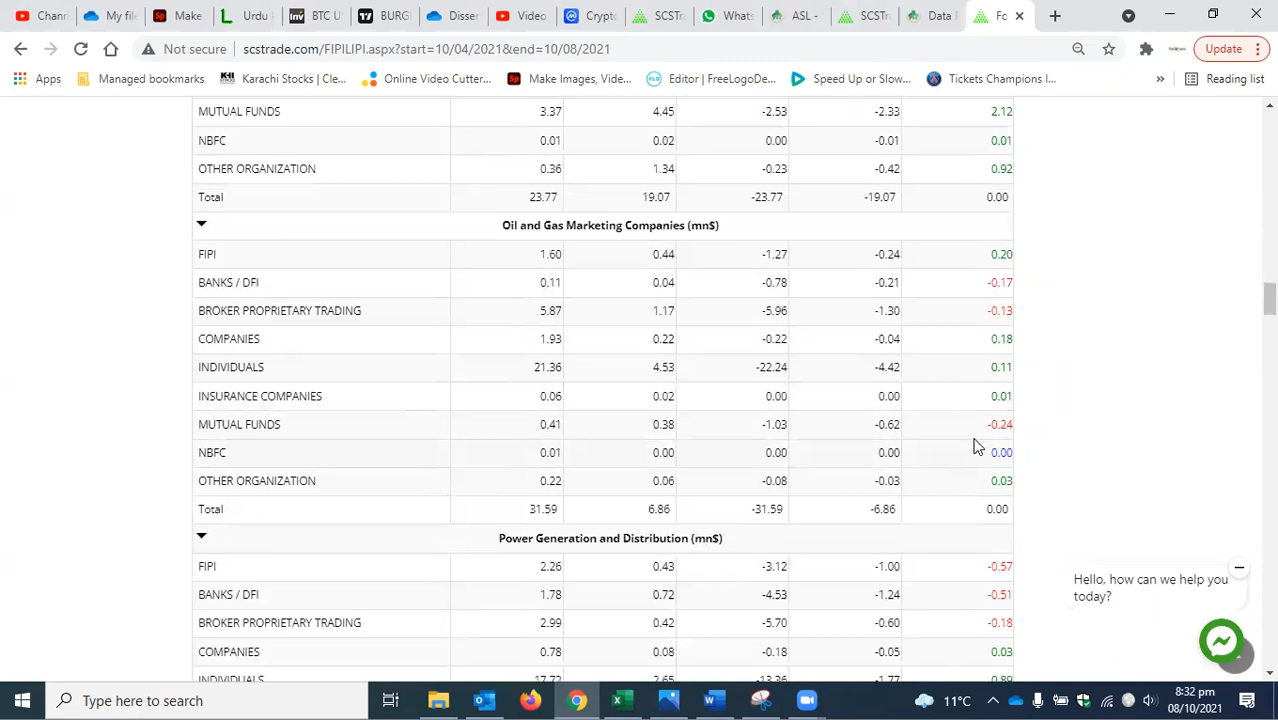 Chann
My file
Make
Urdu
BTC U
BURG
Disser
Video
Crypto
SCSTr
Whats
ASL -
SCSTr
Data
Fo
Not secure
scstrade.com/FIPILIPI.aspx?start=10/04/2021&end=10/08/2021
Update
Apps
Managed bookmarks
Karachi Stocks | Cle...
Online Video Cutter...
Make Images, Vide...
Editor | FreeLogoDe...
Speed Up or Slow...
Tickets Champions l...
»
Reading list
MUTUAL FUNDS 3.37 4.45 -2.53 -2.33 2.12
NBFC 0.01 0.02 0.00 -0.01 0.01
OTHER ORGANIZATION 0.36 1.34 -0.23 -0.42 0.92
Total 23.77 19.07 -23.77 -19.07 0.00
Oil and Gas Marketing Companies (mn$)
FIPI 1.60 0.44 -1.27 -0.24 0.20
BANKS / DFI 0.11 0.04 -0.78 -0.21 -0.17
BROKER PROPRIETARY TRADING 5.87 1.17 -5.96 -1.30 -0.13
COMPANIES 1.93 0.22 -0.22 -0.04 0.18
INDIVIDUALS 21.36 4.53 -22.24 -4.42 0.11
INSURANCE COMPANIES 0.06 0.02 0.00 0.00 0.01
MUTUAL FUNDS 0.41 0.38 -1.03 -0.62 -0.24
NBFC 0.01 0.00 0.00 0.00 0.00
OTHER ORGANIZATION 0.22 0.06 -0.08 -0.03 0.03
Total 31.59 6.86 -31.59 -6.86 0.00
Power Generation and Distribution (mn$)
FIPI 2.26 0.43 -3.12 -1.00 -0.57
BANKS / DFI 1.78 0.72 -4.53 -1.24 -0.51
BROKER PROPRIETARY TRADING 2.99 0.42 -5.70 -0.60 -0.18
COMPANIES 0.78 0.08 -0.18 -0.05 0.03
INDIVIDUALS 17.72 2.65 -13.36 -1.77 0.89
Hello, how can we help you
today?
Type here to search
11°C
8:32 pm
08/10/2021